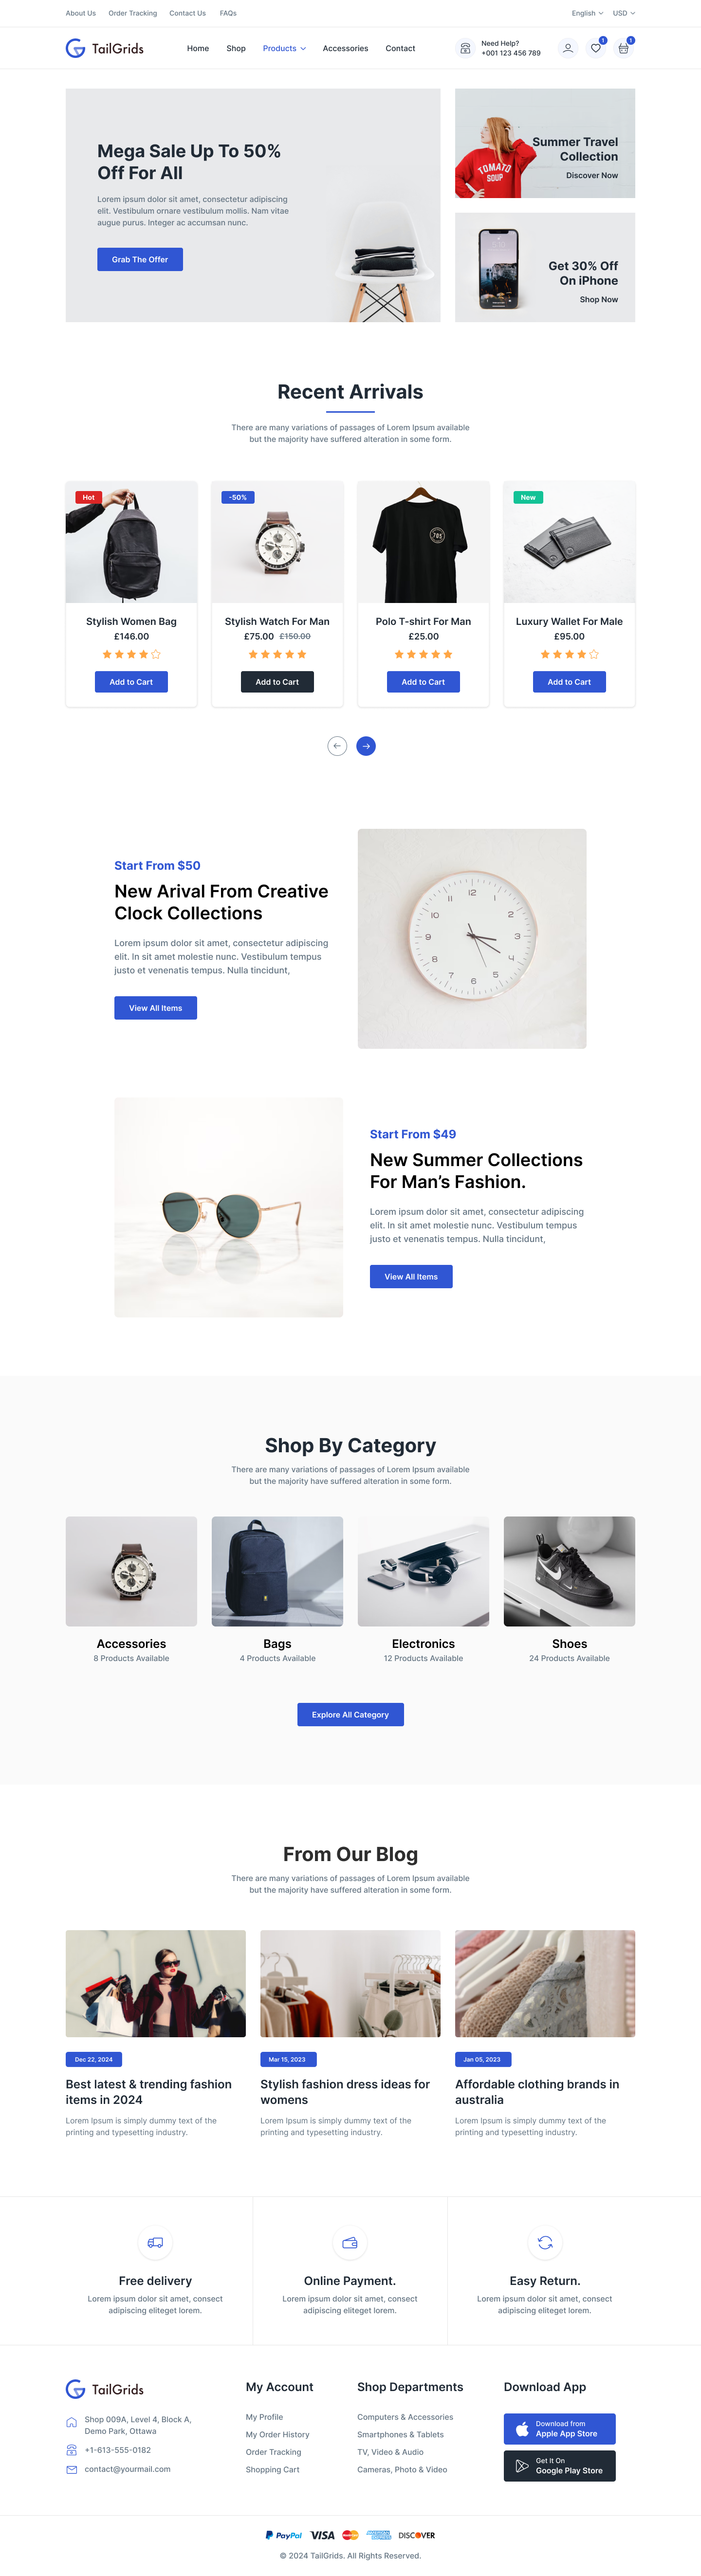 About Us Order Tracking Contact Us FAQs English USD
TailGrids Home Shop Products Accessories Contact
Need Help?
+001 123 456 789
1 1
Mega Sale Up To 50%
Off For All
Lorem ipsum dolor sit amet, consectetur adipiscing
elit. Vestibulum ornare vestibulum mollis. Nam vitae
augue purus. Integer ac accumsan nunc.
Grab The Offer
TOMATO
SOUP
Summer Travel
Collection
Discover Now
Get 30% Off
On iPhone
Shop Now
Recent Arrivals
There are many variations of passages of Lorem Ipsum available
but the majority have suffered alteration in some form.
Hot
Stylish Women Bag
£146.00
Add to Cart
-50%
Stylish Watch For Man
£75.00 £150.00
Add to Cart
Polo T-shirt For Man
£25.00
Add to Cart
New
Luxury Wallet For Male
£95.00
Add to Cart
Start From $50
New Arival From Creative
Clock Collections
Lorem ipsum dolor sit amet, consectetur adipiscing
elit. In sit amet molestie nunc. Vestibulum tempus
justo et venenatis tempus. Nulla tincidunt,
View All Items
12
1
2
3
4
5
6
7
8
9
10
11
Start From $49
New Summer Collections
For Man’s Fashion.
Lorem ipsum dolor sit amet, consectetur adipiscing
elit. In sit amet molestie nunc. Vestibulum tempus
justo et venenatis tempus. Nulla tincidunt,
View All Items
Shop By Category
There are many variations of passages of Lorem Ipsum available
but the majority have suffered alteration in some form.
Accessories
8 Products Available
Bags
4 Products Available
Electronics
12 Products Available
Shoes
24 Products Available
Explore All Category
From Our Blog
There are many variations of passages of Lorem Ipsum available
but the majority have suffered alteration in some form.
Dec 22, 2024
Best latest & trending fashion
items in 2024
Lorem Ipsum is simply dummy text of the
printing and typesetting industry.
Mar 15, 2023
Stylish fashion dress ideas for
womens
Lorem Ipsum is simply dummy text of the
printing and typesetting industry.
Jan 05, 2023
Affordable clothing brands in
australia
Lorem Ipsum is simply dummy text of the
printing and typesetting industry.
Free delivery
Lorem ipsum dolor sit amet, consect
adipiscing eliteget lorem.
Online Payment.
Lorem ipsum dolor sit amet, consect
adipiscing eliteget lorem.
Easy Return.
Lorem ipsum dolor sit amet, consect
adipiscing eliteget lorem.
TailGrids
Shop 009A, Level 4, Block A,
Demo Park, Ottawa
+1-613-555-0182
contact@yourmail.com
My Account
My Profile
My Order History
Order Tracking
Shopping Cart
Shop Departments
Computers & Accessories
Smartphones & Tablets
TV, Video & Audio
Cameras, Photo & Video
Download App
Download from
Apple App Store
Get It On
Google Play Store
PayPal VISA DISCOVER
© 2024 TailGrids. All Rights Reserved.